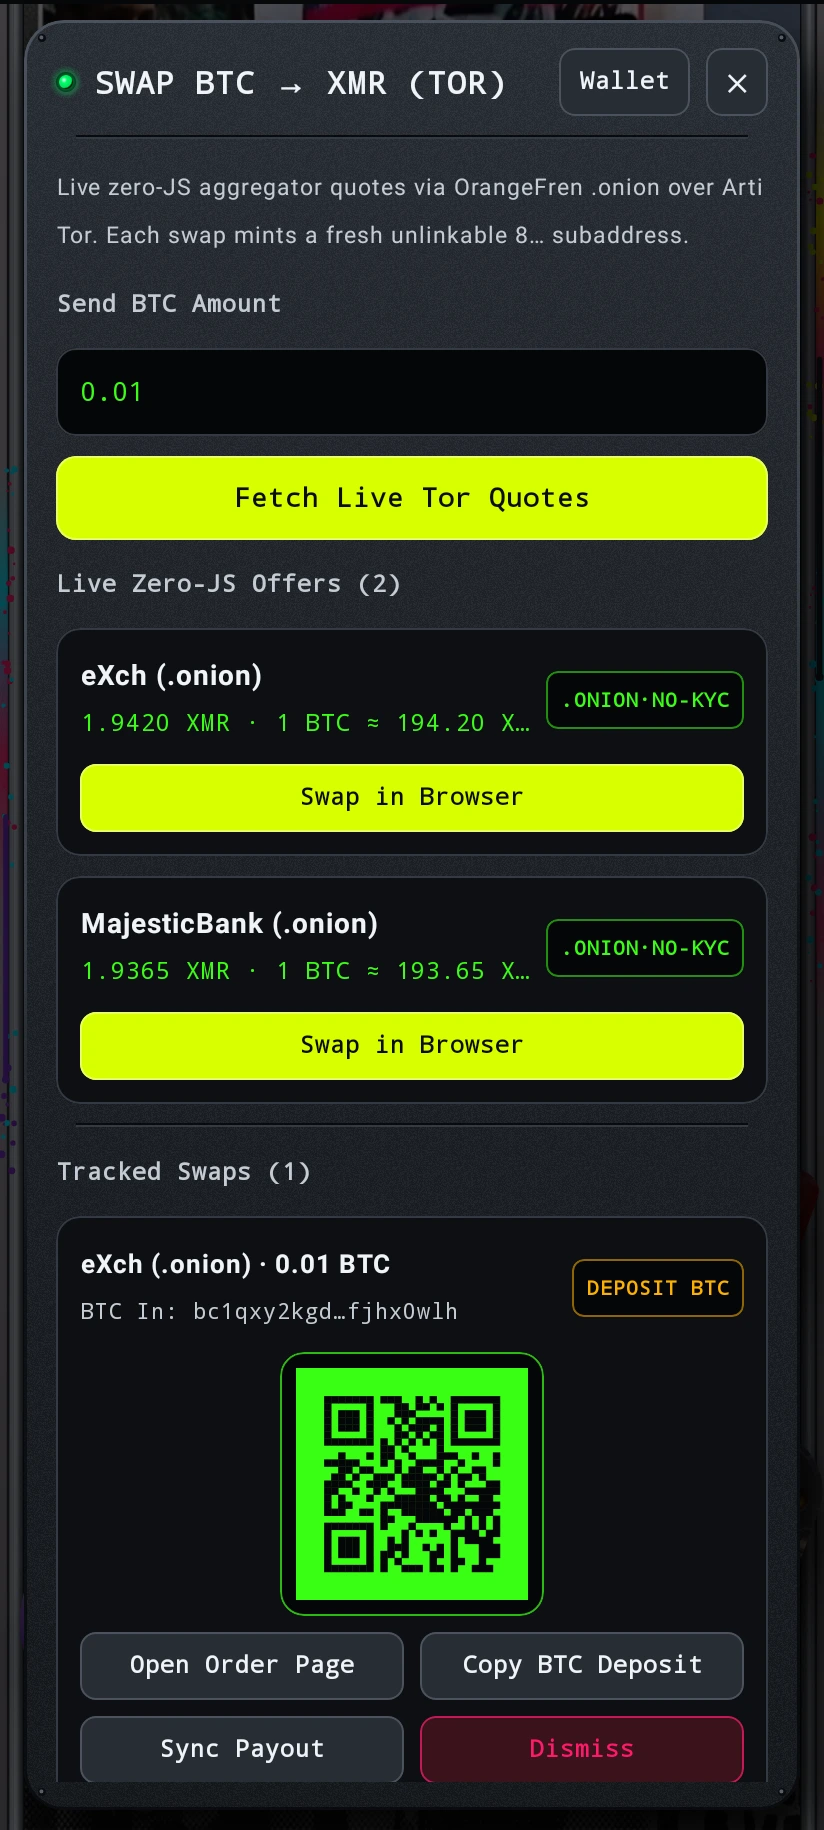 SWAP BTC → XMR (TOR)
Wallet
×
Live zero-JS aggregator quotes via OrangeFren .onion over Arti
Tor. Each swap mints a fresh unlinkable 8… subaddress.
Send BTC Amount
0.01
Fetch Live Tor Quotes
Live Zero-JS Offers (2)
eXch (.onion)
1.9420 XMR · 1 BTC ≈ 194.20 X…
.ONION·NO-KYC
Swap in Browser
MajesticBank (.onion)
1.9365 XMR · 1 BTC ≈ 193.65 X…
.ONION·NO-KYC
Swap in Browser
Tracked Swaps (1)
eXch (.onion) · 0.01 BTC
BTC In: bc1qxy2kgd…fjhx0wlh
DEPOSIT BTC
Open Order Page
Copy BTC Deposit
Sync Payout
Dismiss